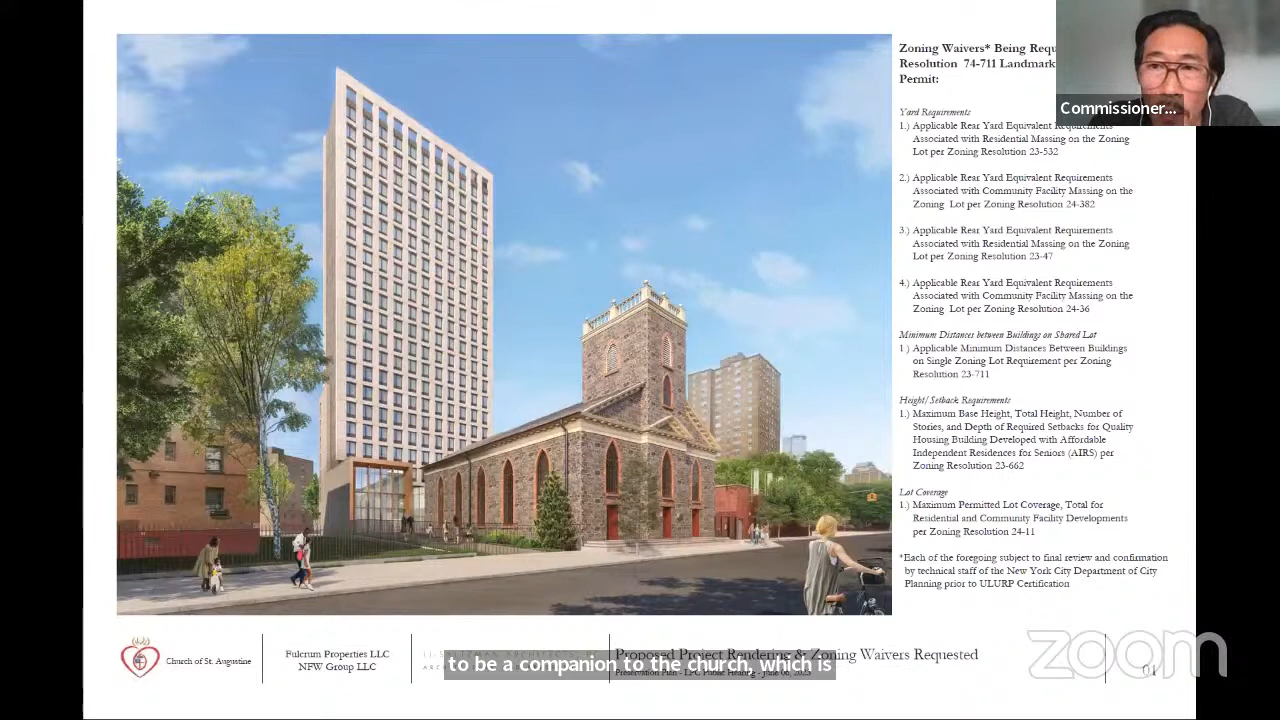 Zoning Waivers* Being Requ
Resolution 74-711 Landmark
Permit:
Commissioner...
Yard Requirements
1.) Applicable Rear Yard Equivalent Requirements
Associated with Residential Massing on the Zoning
Lot per Zoning Resolution 23-532
2.) Applicable Rear Yard Equivalent Requirements
Associated with Community Facility Massing on the
Zoning Lot per Zoning Resolution 24-382
3.) Applicable Rear Yard Equivalent Requirements
Associated with Residential Massing on the Zoning
Lot per Zoning Resolution 23-47
4.) Applicable Rear Yard Equivalent Requirements
Associated with Community Facility Massing on the
Zoning Lot per Zoning Resolution 24-36
Minimum Distances between Buildings on Shared Lot
1.) Applicable Minimum Distances Between Buildings
on Single Zoning Lot Requirement per Zoning
Resolution 23-711
Height/Setback Requirements
1.) Maximum Base Height, Total Height, Number of
Stories, and Depth of Required Setbacks for Quality
Housing Building Developed with Affordable
Independent Residences for Seniors (AIRS) per
Zoning Resolution 23-662
Lot Coverage
1.) Maximum Permitted Lot Coverage, Total for
Residential and Community Facility Developments
per Zoning Resolution 24-11
*Each of the foregoing subject to final review and confirmation
by technical staff of the New York City Department of City
Planning prior to ULURP Certification
Church of St. Augustine
Fulcrum Properties LLC
NFW Group LLC
Proposed Project Rendering & Zoning Waivers Requested
Preservation Plan - LPC Public Hearing - June 06, 2023
to be a companion to the church, which is
zoom
01